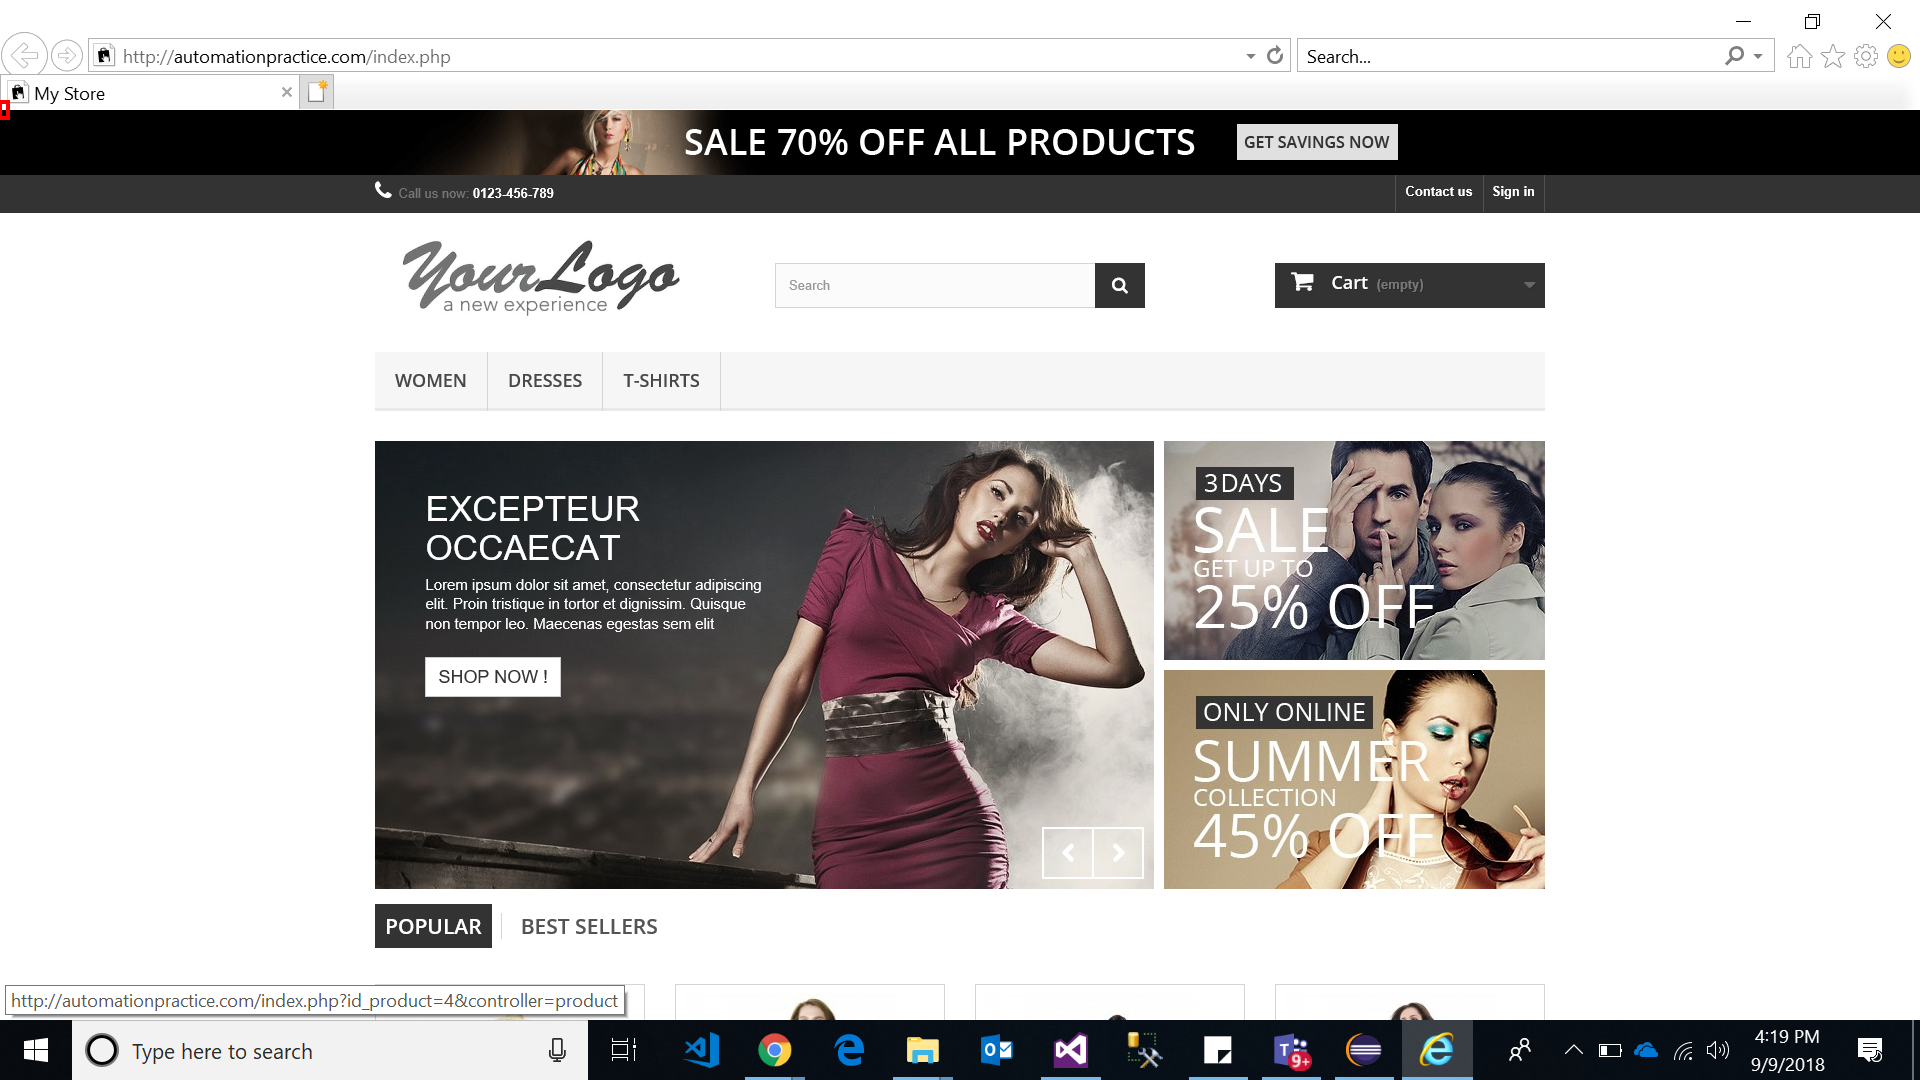 http://automationpractice.com/index.php
Search...
My Store
SALE 70% OFF ALL PRODUCTS
GET SAVINGS NOW
Call us now: 0123-456-789
Contact us
Sign in
YourLogo
a new experience
Search
Cart (empty)
WOMEN
DRESSES
T-SHIRTS
EXCEPTEUR
OCCAECAT
Lorem ipsum dolor sit amet, consectetur adipiscing
elit. Proin tristique in tortor et dignissim. Quisque
non tempor leo. Maecenas egestas sem elit
SHOP NOW !
3 DAYS
SALE
GET UP TO
25% OFF
ONLY ONLINE
SUMMER
COLLECTION
45% OFF
POPULAR
BEST SELLERS
http://automationpractice.com/index.php?id_product=4&controller=product
Type here to search
9+
4:19 PM
9/9/2018